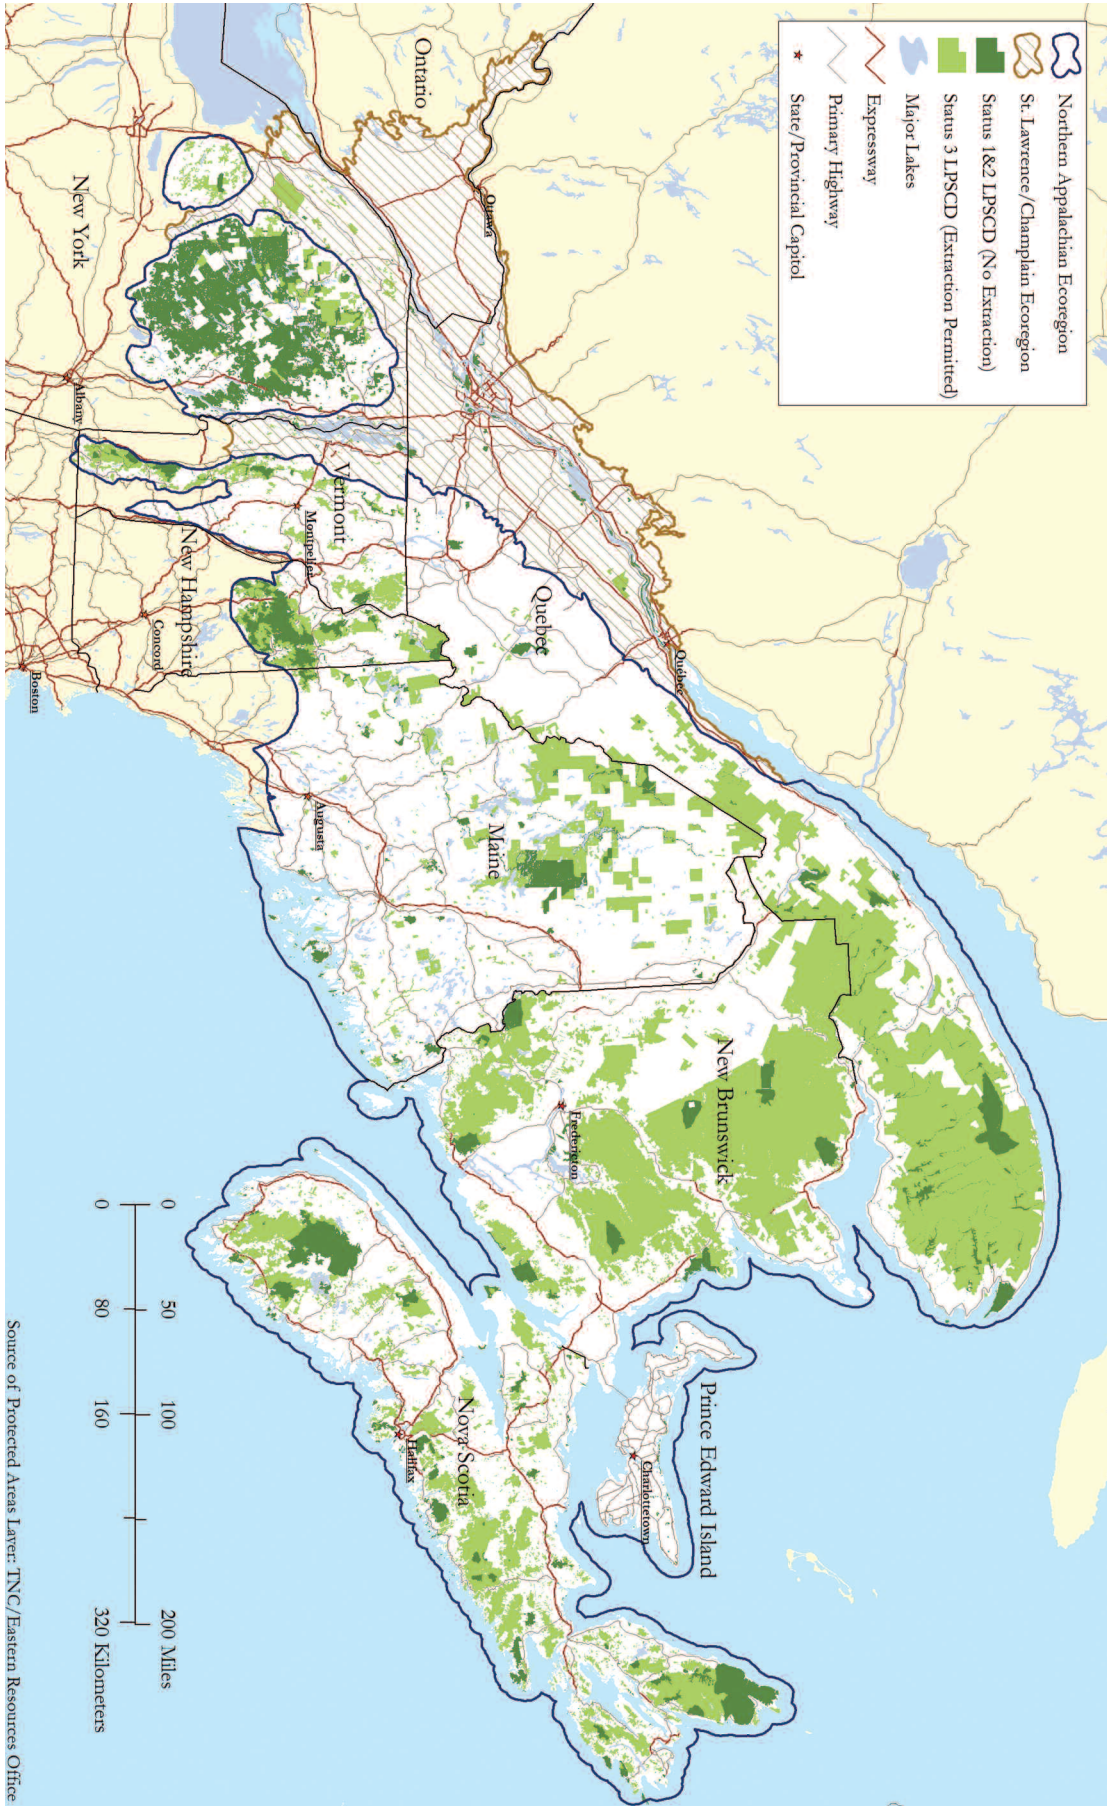 Northern Appalachian Ecoregion
St. Lawrence/Champlain Ecoregion
Status 1&2 LPSCD (No Extraction)
Status 3 LPSCD (Extraction Permitted)
Major Lakes
Expressway
Primary Highway
State/Provincial Capitol
Ontario
Ottawa
New York
Albany
Vermont
Montpelier
New Hampshire
Concord
Boston
Quebec
Québec
Maine
Augusta
New Brunswick
Fredericton
Prince Edward Island
Charlottetown
Nova Scotia
Halifax
0 50 100 200 Miles
0 80 160 320 Kilometers
Source of Protected Areas Layer: TNC/Eastern Resources Office